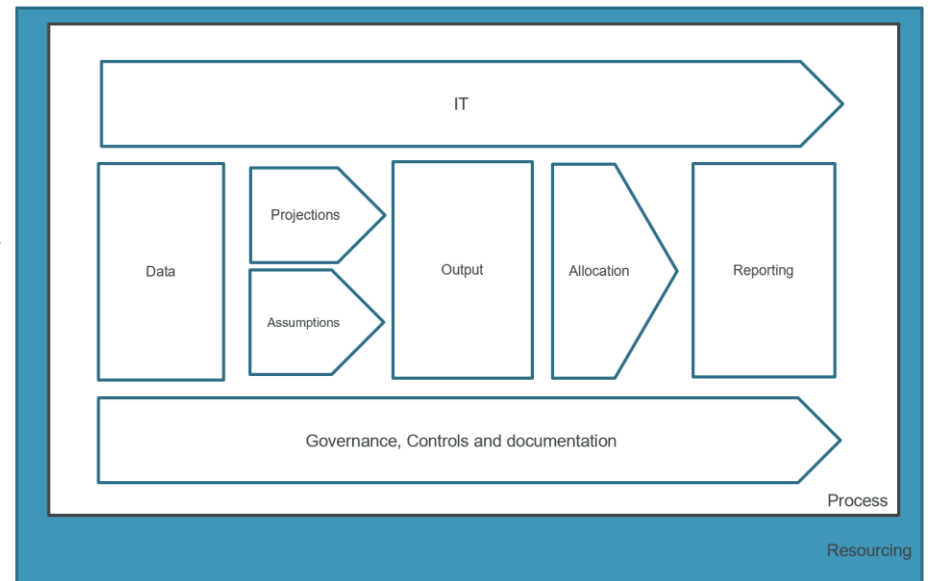 IT
Data
Projections
Assumptions
Output
Allocation
Reporting
Governance, Controls and documentation
Process
Resourcing